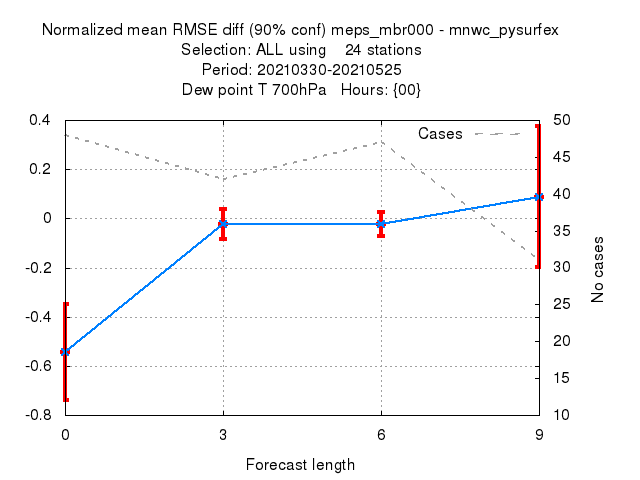 Normalized mean RMSE diff (90% conf) meps_mbr000 - mnwc_pysurfex
Selection: ALL using    24 stations
Period: 20210330-20210525
Dew point T 700hPa   Hours: {00}
0.4
0.2
0
-0.2
-0.4
-0.6
-0.8
Cases
50
45
40
35
30
25
20
15
10
No cases
0
3
6
9
Forecast length